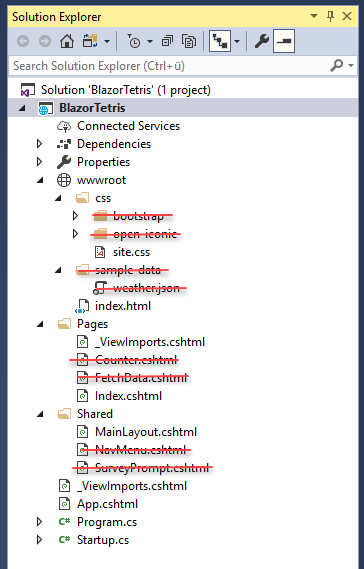 Solution Explorer
Search Solution Explorer (Ctrl+ü)
Solution 'BlazorTetris' (1 project)
BlazorTetris
Connected Services
Dependencies
Properties
wwwroot
css
bootstrap
open-iconic
site.css
sample-data
weather.json
index.html
Pages
_ViewImports.cshtml
Counter.cshtml
FetchData.cshtml
Index.cshtml
Shared
MainLayout.cshtml
NavMenu.cshtml
SurveyPrompt.cshtml
_ViewImports.cshtml
App.cshtml
C# Program.cs
C# Startup.cs